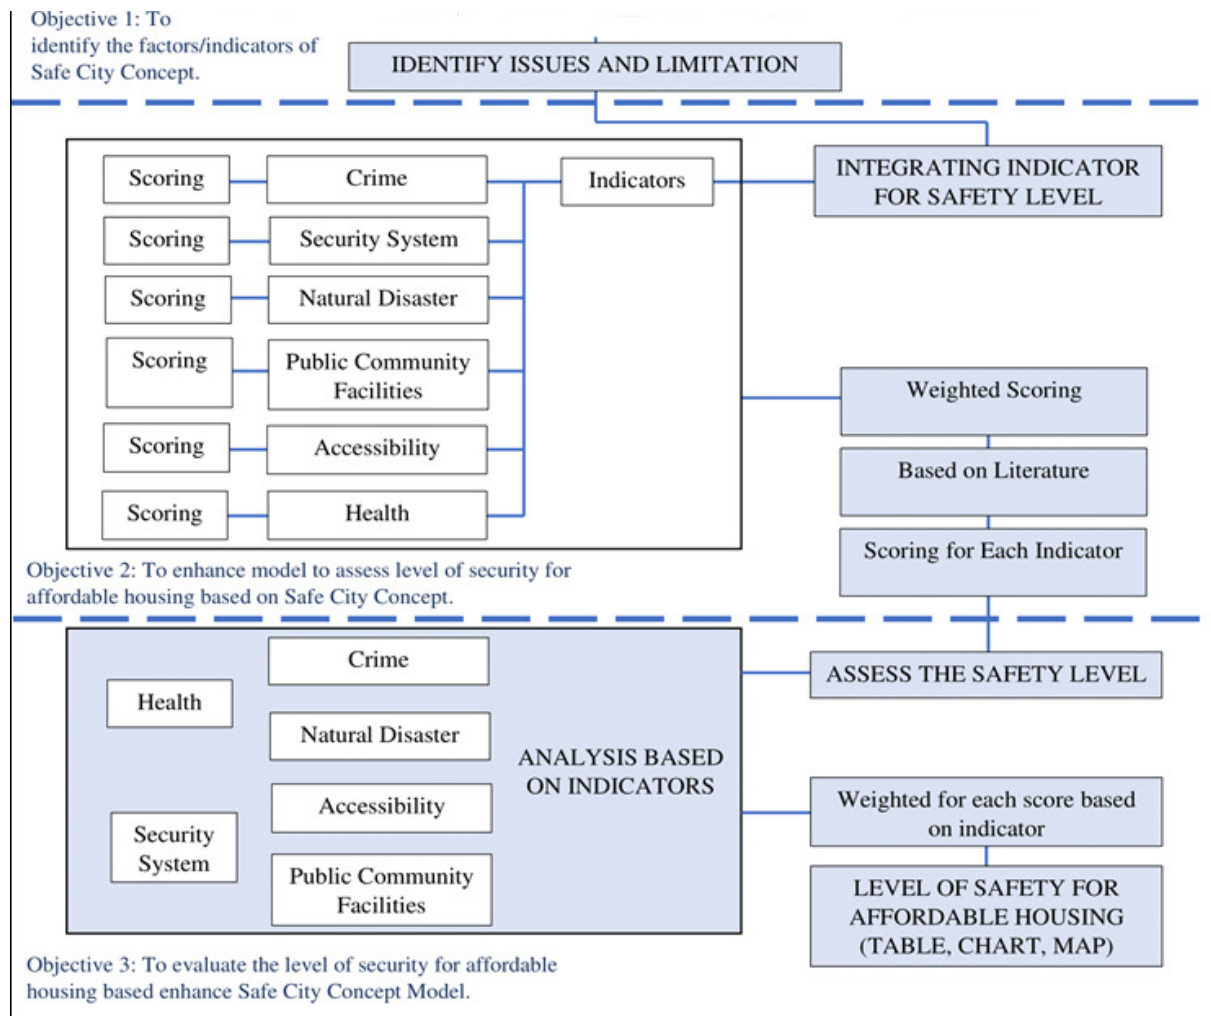 Objective 1: To
identify the factors/indicators of
Safe City Concept.
IDENTIFY ISSUES AND LIMITATION
Scoring
Crime
Indicators
INTEGRATING INDICATOR
FOR SAFETY LEVEL
Scoring
Security System
Scoring
Natural Disaster
Scoring
Public Community
Facilities
Weighted Scoring
Scoring
Accessibility
Based on Literature
Scoring
Health
Scoring for Each Indicator
Objective 2: To enhance model to assess level of security for
affordable housing based on Safe City Concept.
Crime
ASSESS THE SAFETY LEVEL
Health
Natural Disaster
ANALYSIS BASED
ON INDICATORS
Accessibility
Weighted for each score based
on indicator
Security
System
Public Community
Facilities
LEVEL OF SAFETY FOR
AFFORDABLE HOUSING
(TABLE, CHART, MAP)
Objective 3: To evaluate the level of security for affordable
housing based enhance Safe City Concept Model.